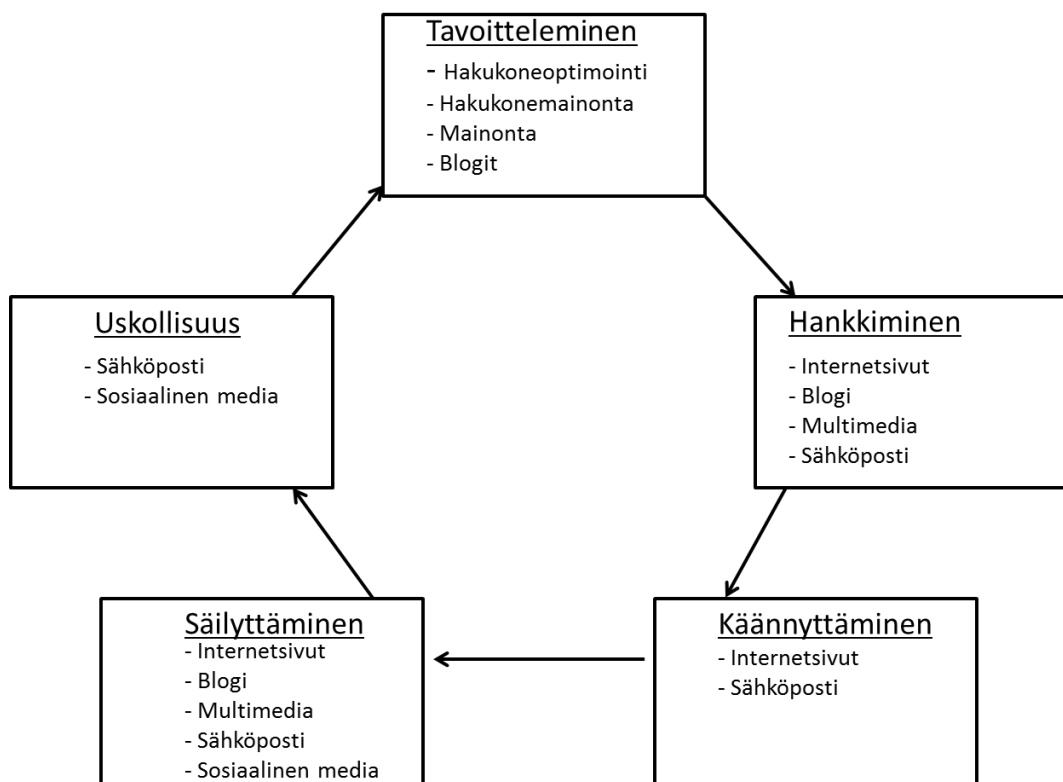 Tavoitteleminen
- Hakukoneoptimointi
- Hakukonemainonta
- Mainonta
- Blogit
Hankkiminen
- Internetsivut
- Blogi
- Multimedia
- Sähköposti
Käännyttäminen
- Internetsivut
- Sähköposti
Säilyttäminen
- Internetsivut
- Blogi
- Multimedia
- Sähköposti
- Sosiaalinen media
Uskollisuus
- Sähköposti
- Sosiaalinen media